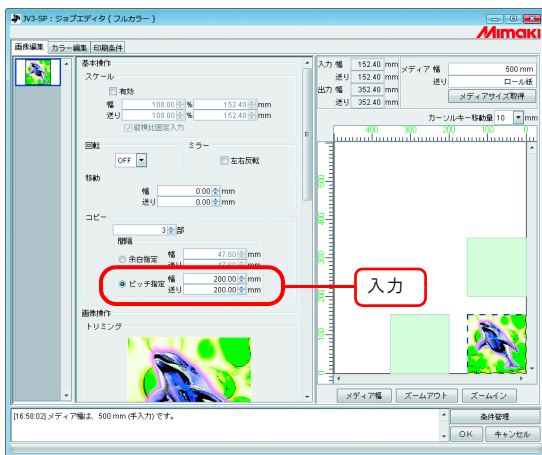 JV3-SP：ジョブエディタ（フルカラー）
Mimaki
画像編集 カラー編集 印刷条件
基本操作
スケール
有効
幅 100.00 % 152.40 mm
送り 100.00 % 152.40 mm
縦横比固定入力
回転 ミラー
OFF 左右反転
移動
幅 0.00 mm
送り 0.00 mm
コピー
3 部
間隔
余白指定 幅 47.60 mm
送り 47.60 mm
ピッチ指定 幅 200.00 mm
送り 200.00 mm
画像操作
トリミング
入力 幅 152.40 mm
送り 152.40 mm
出力 幅 352.40 mm
送り 352.40 mm
メディア 幅 500 mm
送り ロール紙
メディアサイズ取得
カーソルキー移動量 10 mm
400 300 200 100 0
入力
メディア幅 ズームアウト ズームイン
[16:58:02] メディア幅は、500 mm (手入力) です。
条件管理
OK キャンセル